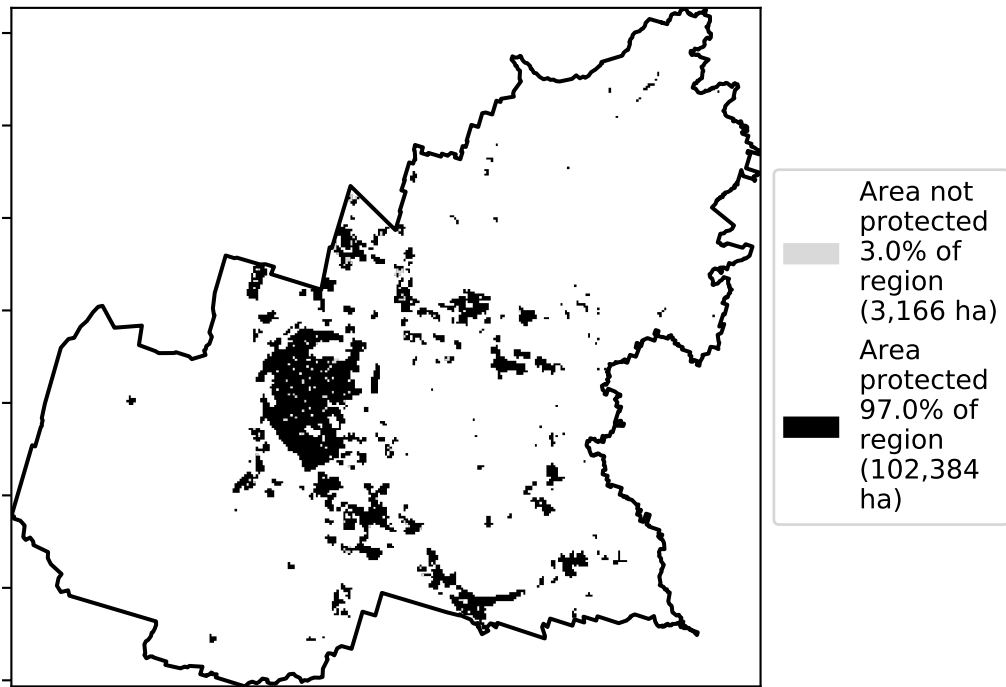 Area not
protected
3.0% of
region
(3,166 ha)
Area
protected
97.0% of
region
(102,384
ha)